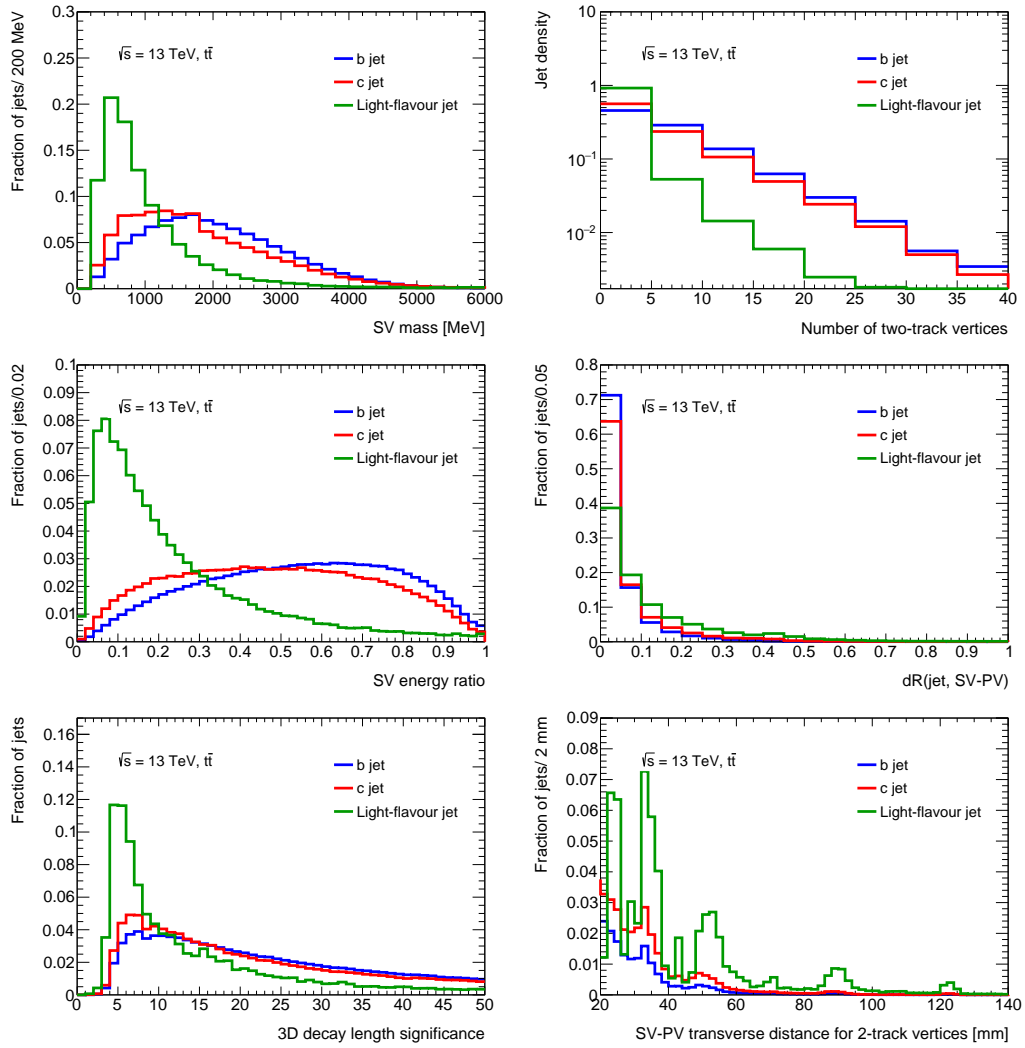 Fraction of jets/ 200 MeV
0.3
0.25
0.2
0.15
0.1
0.05
0
√s = 13 TeV, tt̄
b jet
c jet
Light-flavour jet
0 1000 2000 3000 4000 5000 6000
SV mass [MeV]
Jet density
10
1
10⁻¹
10⁻²
√s = 13 TeV, tt̄
b jet
c jet
Light-flavour jet
0 5 10 15 20 25 30 35 40
Number of two-track vertices
Fraction of jets/0.02
0.1
0.09
0.08
0.07
0.06
0.05
0.04
0.03
0.02
0.01
0
√s = 13 TeV, tt̄
b jet
c jet
Light-flavour jet
0 0.1 0.2 0.3 0.4 0.5 0.6 0.7 0.8 0.9 1
SV energy ratio
Fraction of jets/0.05
0.8
0.7
0.6
0.5
0.4
0.3
0.2
0.1
0
√s = 13 TeV, tt̄
b jet
c jet
Light-flavour jet
0 0.1 0.2 0.3 0.4 0.5 0.6 0.7 0.8 0.9 1
dR(jet, SV-PV)
Fraction of jets
0.16
0.14
0.12
0.1
0.08
0.06
0.04
0.02
0
√s = 13 TeV, tt̄
b jet
c jet
Light-flavour jet
0 5 10 15 20 25 30 35 40 45 50
3D decay length significance
Fraction of jets/ 2 mm
0.09
0.08
0.07
0.06
0.05
0.04
0.03
0.02
0.01
0
√s = 13 TeV, tt̄
b jet
c jet
Light-flavour jet
20 40 60 80 100 120 140
SV-PV transverse distance for 2-track vertices [mm]